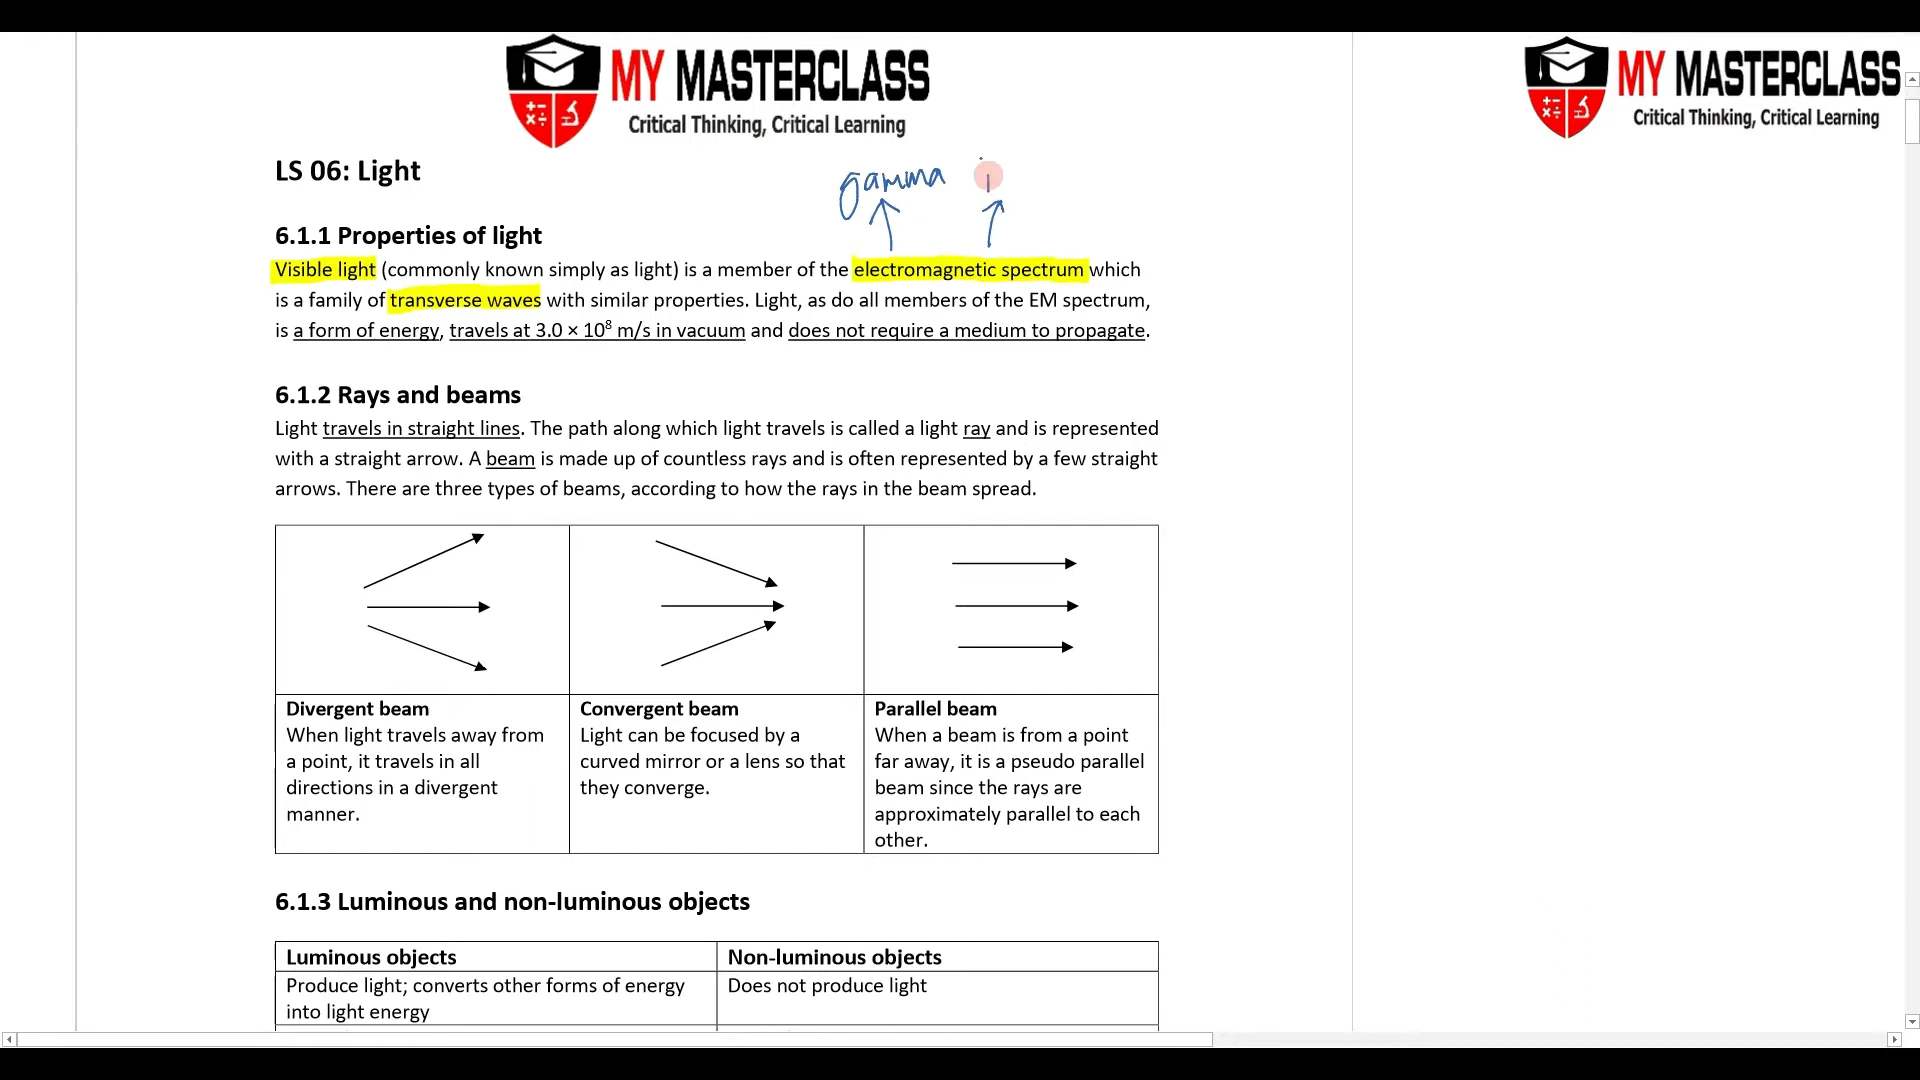 MY MASTERCLASS
Critical Thinking, Critical Learning
MY MASTERCLASS
Critical Thinking, Critical Learning
LS 06: Light
gamma i
6.1.1 Properties of light
Visible light (commonly known simply as light) is a member of the electromagnetic spectrum which
is a family of transverse waves with similar properties. Light, as do all members of the EM spectrum,
is a form of energy, travels at 3.0 × 10⁸ m/s in vacuum and does not require a medium to propagate.
6.1.2 Rays and beams
Light travels in straight lines. The path along which light travels is called a light ray and is represented
with a straight arrow. A beam is made up of countless rays and is often represented by a few straight
arrows. There are three types of beams, according to how the rays in the beam spread.
Divergent beam
When light travels away from
a point, it travels in all
directions in a divergent
manner.
Convergent beam
Light can be focused by a
curved mirror or a lens so that
they converge.
Parallel beam
When a beam is from a point
far away, it is a pseudo parallel
beam since the rays are
approximately parallel to each
other.
6.1.3 Luminous and non-luminous objects
Luminous objects
Non-luminous objects
Produce light; converts other forms of energy
into light energy
Does not produce light